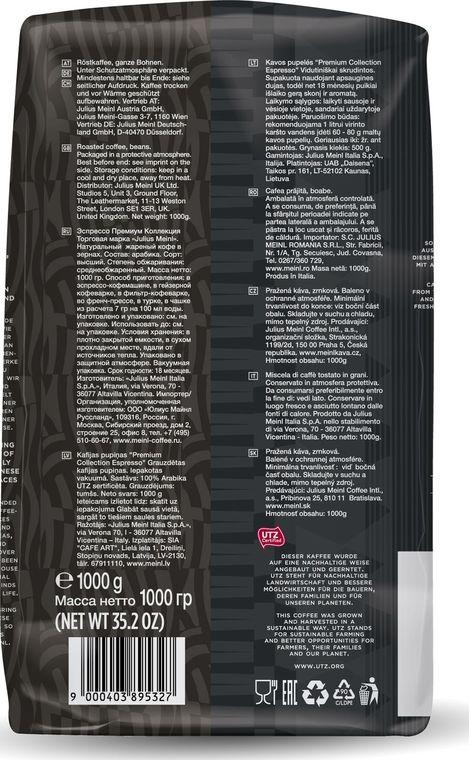 AT Röstkaffee, ganze Bohnen.
DE Unter Schutzatmosphäre verpackt.
CH Mindestens haltbar bis Ende: siehe
seitlicher Aufdruck. Kaffee trocken
und vor Wärme geschützt
aufbewahren. Vertrieb AT:
Julius Meinl Austria GmbH,
Julius-Meinl-Gasse 3-7, 1160 Wien
Vertrieb DE: Julius Meinl Deutsch-
land GmbH, D-40470 Düsseldorf.
GB Roasted coffee, beans.
Packaged in a protective atmosphere.
Best before end: see imprint on the
side. Storage conditions: keep in a
cool and dry place, away from heat.
Distributor: Julius Meinl UK Ltd.
Studios 5, Unit 3, Ground Floor,
The Leathermarket, 11-13 Weston
Street, London SE1 3ER, UK.
United Kingdom. Net weight: 1000g.
RU Эспрессо Премиум Коллекция
Торговая марка «Julius Meinl».
Натуральный жареный кофе в
зернах. Состав: арабика. Сорт:
высший. Степень обжаривания:
среднеобжаренный. Масса нетто:
1000 гр. Способ приготовления: в
эспрессо-кофемашине, в гейзерной
кофеварке, в фильтр-кофеварке,
во френч-прессе, в турке, в чашке
из расчета 7 гр на 100 мл воды.
Изготовлено и упаковано: см. на
упаковке. Использовать до: см.
на упаковке. Условия хранения: в
плотно закрытой емкости, в сухом
прохладном месте, вдали от
источников тепла. Упаковано в
защитной атмосфере. Вакуумная
упаковка. Срок годности: 18 месяцев.
Изготовитель: «Julius Meinl Italia
S.p.A.», Италия, via Verona, 70 -
36077 Altavilla Vicentina. Импортер/
Организация, уполномоченная
изготовителем: ООО «Юлиус Майнл
Руссланд», 109316, Россия, г.
Москва, Сибирский проезд, дом 2,
строение 25, офис 8, тел. +7 (495)
510-60-67, www.meinl-coffee.ru.
LV Kafijas pupiņas "Premium
Collection Espresso" Grauzdētas
kafijas pupiņas. Iepakotas
vakuumā. Sastāvs: 100% Arabika
UTZ sertificēta. Grauzdējums:
tumšs. Neto svars: 1000 g
Ieteicams izlietot līdz: skatīt uz
iepakojuma Glabāt sausā vietā,
sargāt to tiešiem saules stariem.
Ražotājs: «Julius Meinl Italia S.p.A.»,
via Verona 70, I - 36077 Altavilla
Vicentina – Italy. Izplatītājs: SIA
"CAFE ART", Lielā iela 1, Dreiliņi,
Stopiņu novads, Latvija, LV-2130,
tālr. 67911110, www.meinl.lv
℮ 1000 g
Масса нетто 1000 гр
(NET WT 35.2 OZ)
9 000403 895327
LT Kavos pupelės "Premium Collection
Espresso" Vidutiniškai skrudintos.
Supakuota naudojant apsaugines
dujas, todėl net 18 mėnesių puikiai
išlaiko gerą skonį ir aromatą.
Laikymo sąlygos: laikyti sausoje ir
vėsioje vietoje, sandariai uždarytoje
pakuotėje. Paruošimo būdas:
rekomenduojama 1 litrui virinto
karšto vandens įdėti 60 - 80 g maltų
kavos pupelių. Geriausias iki: žr. ant
pakuotės. Grynasis kiekis: 500 g.
Gamintojas: Julius Meinl Italia S.p.A.,
Italija. Platintojas: UAB „Daisena",
Taikos pr. 161, LT-52102 Kaunas,
Lietuva
RO Cafea prăjită, boabe.
Ambalată în atmosferă controlată.
A se consuma, de preferinţă, până
la sfârşitul perioadei indicate pe
partea laterală a ambalajului. A se
păstra la loc uscat şi răcoros, ferită
de căldură. Importator: S.C. JULIUS
MEINL ROMANIA S.R.L., Str. Fabricii,
Nr. 1/A, Tg. Secuiesc, Jud. Covasna,
Tel. 0267/360 729,
www.meinl.ro Masa neta: 1000g.
Produs in Italia.
CZ Pražená káva, zrnková. Baleno v
ochranné atmosféře. Minimální
trvanlivost do konce: viz boční část
obalu. Skladujte v suchu a chladu,
mimo tepelný zdroj. Prodávající:
Julius Meinl Coffee Intl., a.s.,
organizační složka, Strakonická
1199/2d, 150 00 Praha 5, Česká
republika. www.meinlkava.cz.
Hmotnost obsahu: 1000g
IT Miscela di caffè tostato in grani.
Conservato in atmosfera protettiva.
Da consumarsi preferibilmente entro
la fine di: vedi lato. Conservare in
luogo fresco e asciutto lontano dalle
fonti di calore. Prodotto da Julius
Meinl Italia S.p.A. nello stabilimento
di via Verona, 70 - 36077 Altavilla
Vicentina - Italia. Peso netto: 1000g.
SK Pražená káva, zrnková.
Balené v ochrannej atmosfére.
Minimálna trvanlivosť: viď bočná
časť obalu. Skladujte v suchu a
chlade, mimo tepelný zdroj.
Predávajúci: Julius Meinl Coffee Intl.,
a.s., Pribinova 25, 810 11 Bratislava.
www.meinl.sk
Hmotnosť obsahu: 1000g
UTZ
Certified
DIESER KAFFEE WURDE
AUF EINE NACHHALTIGE WEISE
ANGEBAUT UND GEERNTET.
UTZ STEHT FÜR NACHHALTIGE
LANDWIRTSCHAFT UND BESSERE
MÖGLICHKEITEN FÜR DIE BAUERN,
DEREN FAMILIEN UND FÜR
UNSEREN PLANETEN.
THIS COFFEE WAS GROWN
AND HARVESTED IN A
SUSTAINABLE WAY. UTZ STANDS
FOR SUSTAINABLE FARMING
AND BETTER OPPORTUNITIES FOR
FARMERS, THEIR FAMILIES
AND OUR PLANET.
WWW.UTZ.ORG
EAC
90
C/LDPE